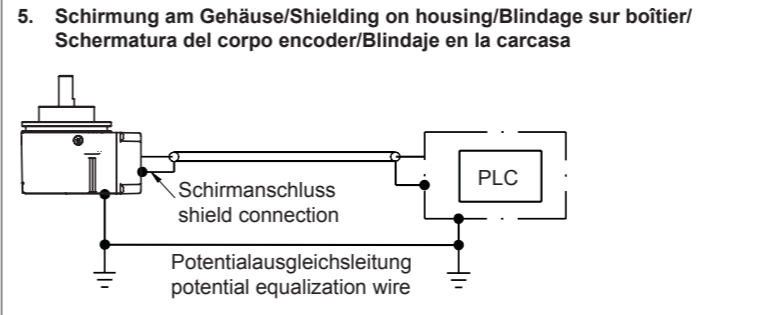 5. Schirmung am Gehäuse/Shielding on housing/Blindage sur boîtier/
Schermatura del corpo encoder/Blindaje en la carcasa
PLC
Schirmanschluss
shield connection
Potentialausgleichsleitung
potential equalization wire